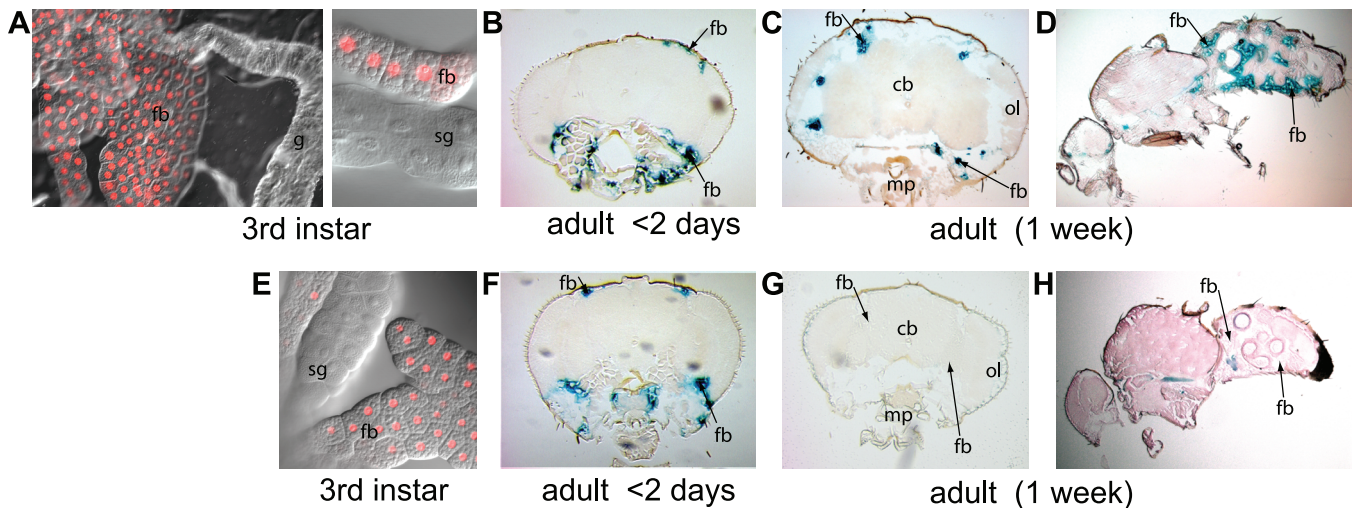 A
B
C
D
fb
g
fb
sg
fb
fb
fb
cb
ol
mp
fb
fb
fb
3rd instar
adult <2 days
adult (1 week)
E
F
G
H
sg
fb
fb
fb
fb
cb
ol
mp
fb
fb
fb
3rd instar
adult <2 days
adult (1 week)